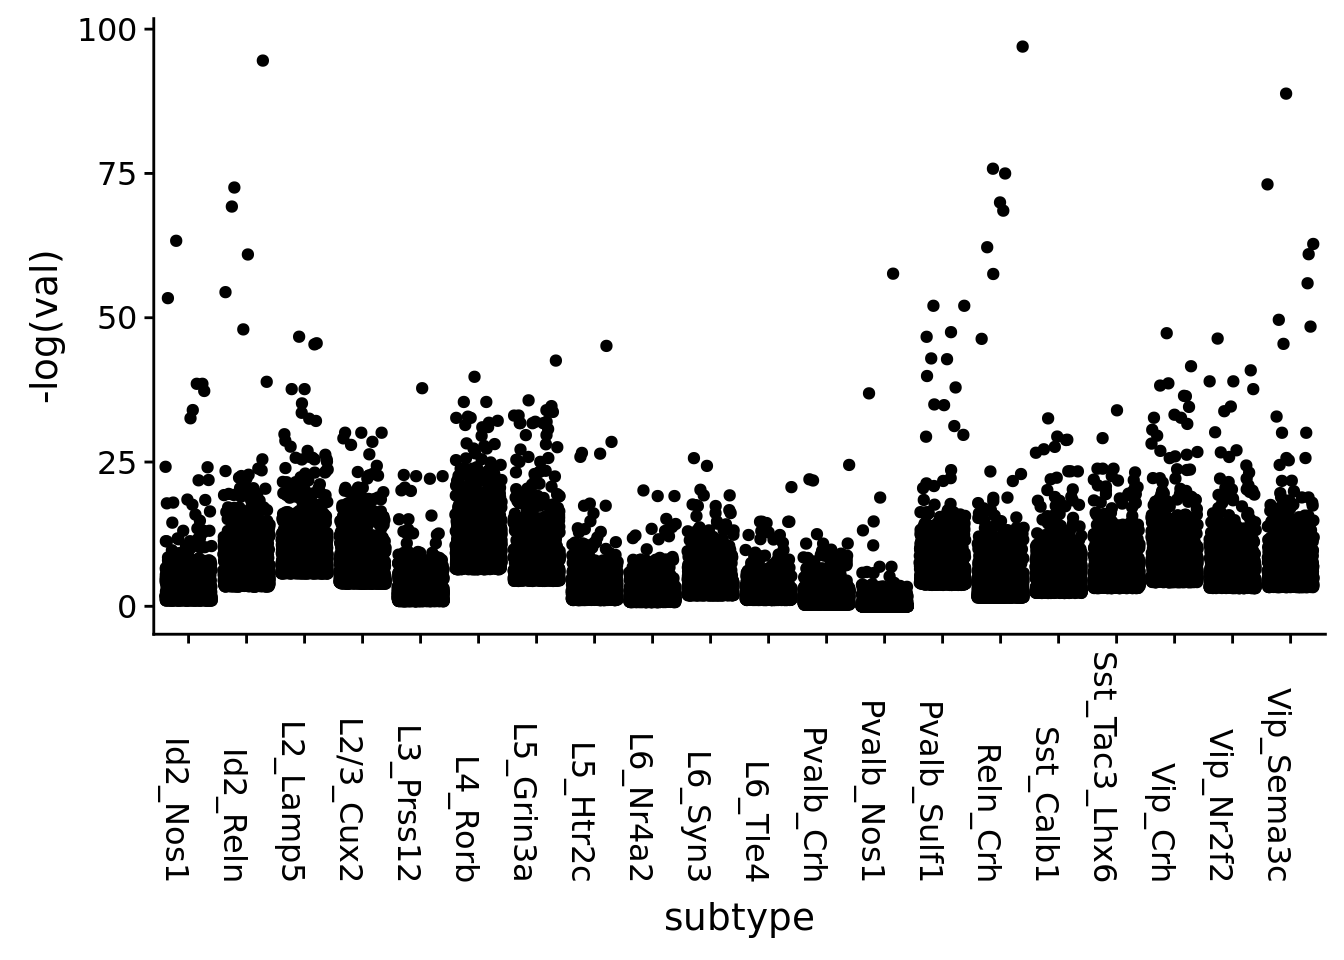 100
75
50
25
0
-log(val)
Id2_Nos1
Id2_Reln
L2_Lamp5
L2/3_Cux2
L3_Prss12
L4_Rorb
L5_Grin3a
L5_Htr2c
L6_Nr4a2
L6_Syn3
L6_Tle4
Pvalb_Crh
Pvalb_Nos1
Pvalb_Sulf1
Reln_Crh
Sst_Calb1
Sst_Tac3_Lhx6
Vip_Crh
Vip_Nr2f2
Vip_Sema3c
subtype